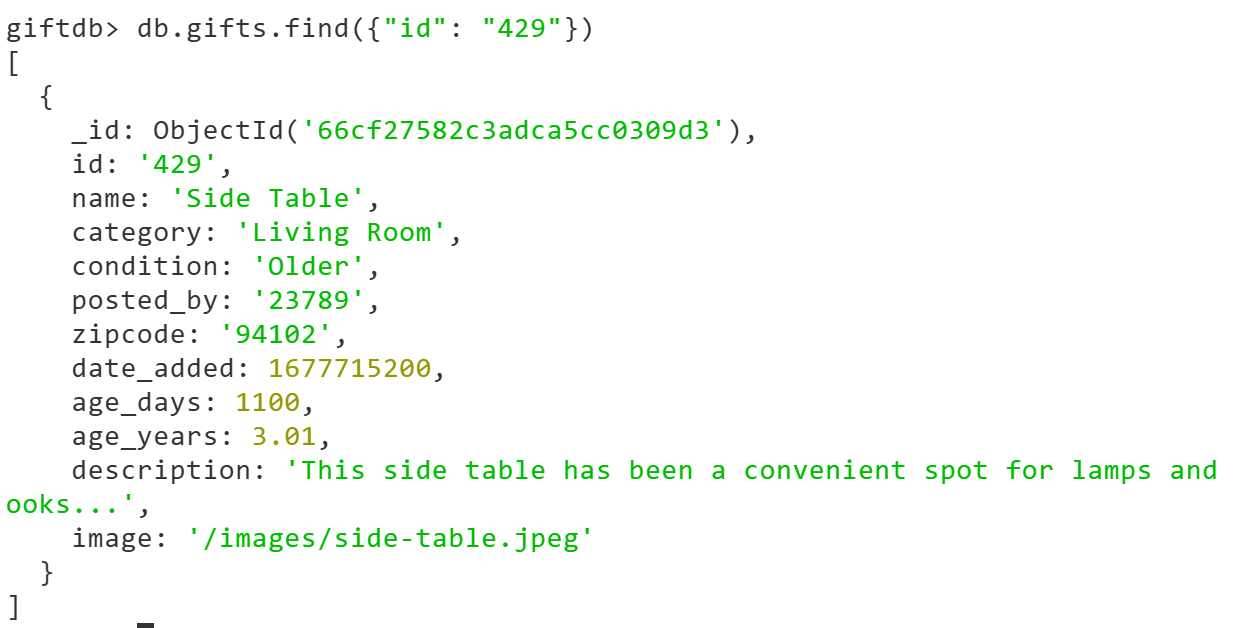 giftdb> db.gifts.find({"id": "429"})
[
  {
    _id: ObjectId('66cf27582c3adca5cc0309d3'),
    id: '429',
    name: 'Side Table',
    category: 'Living Room',
    condition: 'Older',
    posted_by: '23789',
    zipcode: '94102',
    date_added: 1677715200,
    age_days: 1100,
    age_years: 3.01,
    description: 'This side table has been a convenient spot for lamps and
ooks...',
    image: '/images/side-table.jpeg'
  }
]